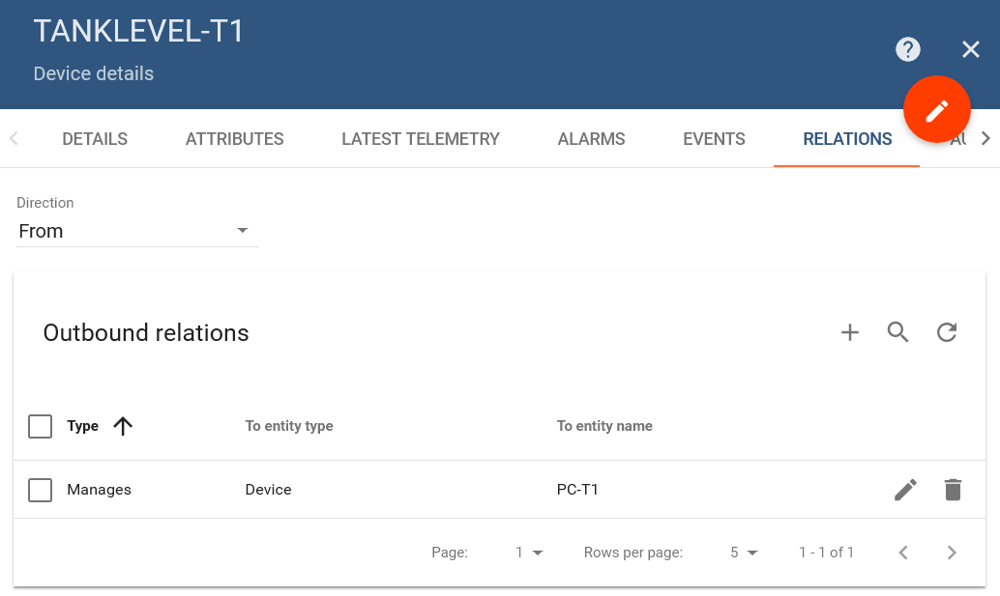 TANKLEVEL-T1
Device details
DETAILS ATTRIBUTES LATEST TELEMETRY ALARMS EVENTS RELATIONS
Direction
From
Outbound relations
Type To entity type To entity name
Manages Device PC-T1
Page: 1 Rows per page: 5 1 - 1 of 1